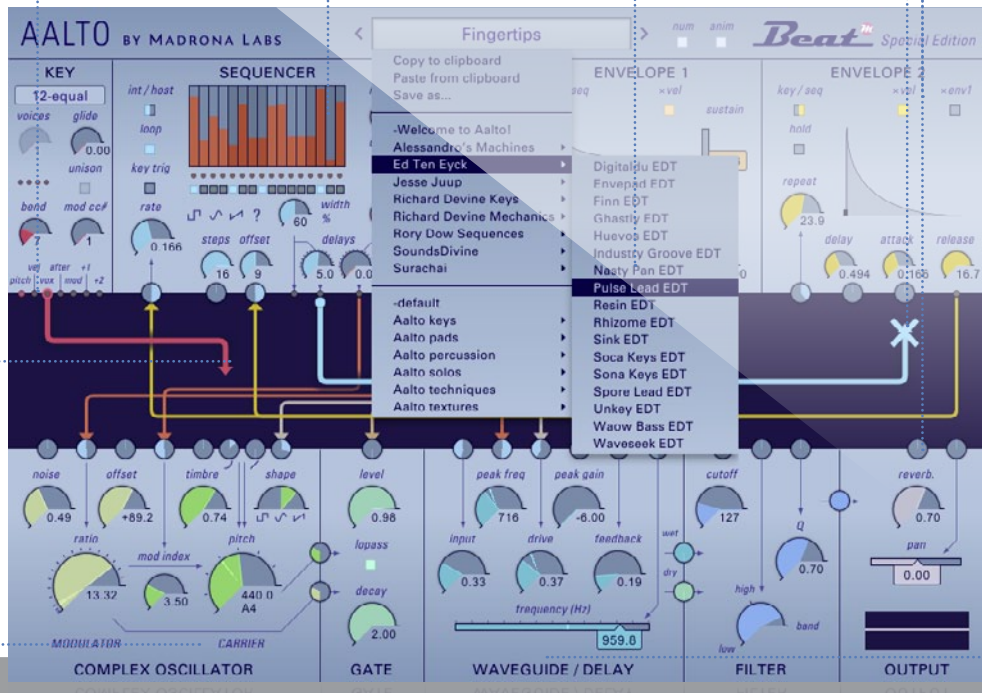 AALTO BY MADRONA LABS
Fingertips
num anim
Beat Special Edition
KEY
SEQUENCER
ENVELOPE 1
ENVELOPE 2
12-equal
voices glide
0.00
unison
bend mod cc#
7 1
vel after +1
pitch vox mod +2
int / host
loop
key trig
rate
0.166
width
%
60
steps offset delays
16 9 5.0 0.0
?
Copy to clipboard
Paste from clipboard
Save as...
-Welcome to Aalto!
Alessandro's Machines
Ed Ten Eyck
Jesse Juup
Richard Devine Keys
Richard Devine Mechanics
Rory Dow Sequences
SoundsDivine
Surachai
-default
Aalto keys
Aalto pads
Aalto percussion
Aalto solos
Aalto techniques
Aalto textures
Digitaldu EDT
Envepad EDT
Finn EDT
Ghastly EDT
Huevos EDT
Industry Groove EDT
Nasty Pan EDT
Pulse Lead EDT
Resin EDT
Rhizome EDT
Sink EDT
Soca Keys EDT
Sona Keys EDT
Spore Lead EDT
Unkey EDT
Wauw Bass EDT
Waveseek EDT
seq ×vel
sustain
key / seq ×vel ×env1
hold
repeat
23.9
delay attack release
0.494 0.166 16.7
noise offset timbre shape
0.49 +89.2 0.74
ratio mod index pitch
13.32 3.50 440.0
A4
MODULATOR CARRIER
COMPLEX OSCILLATOR
level
0.98
lopass
decay
2.00
GATE
peak freq peak gain
716 -6.00
input drive feedback
0.33 0.37 0.19
wet
dry
frequency (Hz)
959.8
WAVEGUIDE / DELAY
cutoff
127
Q
0.70
high
band
low
FILTER
reverb.
0.70
pan
0.00
OUTPUT